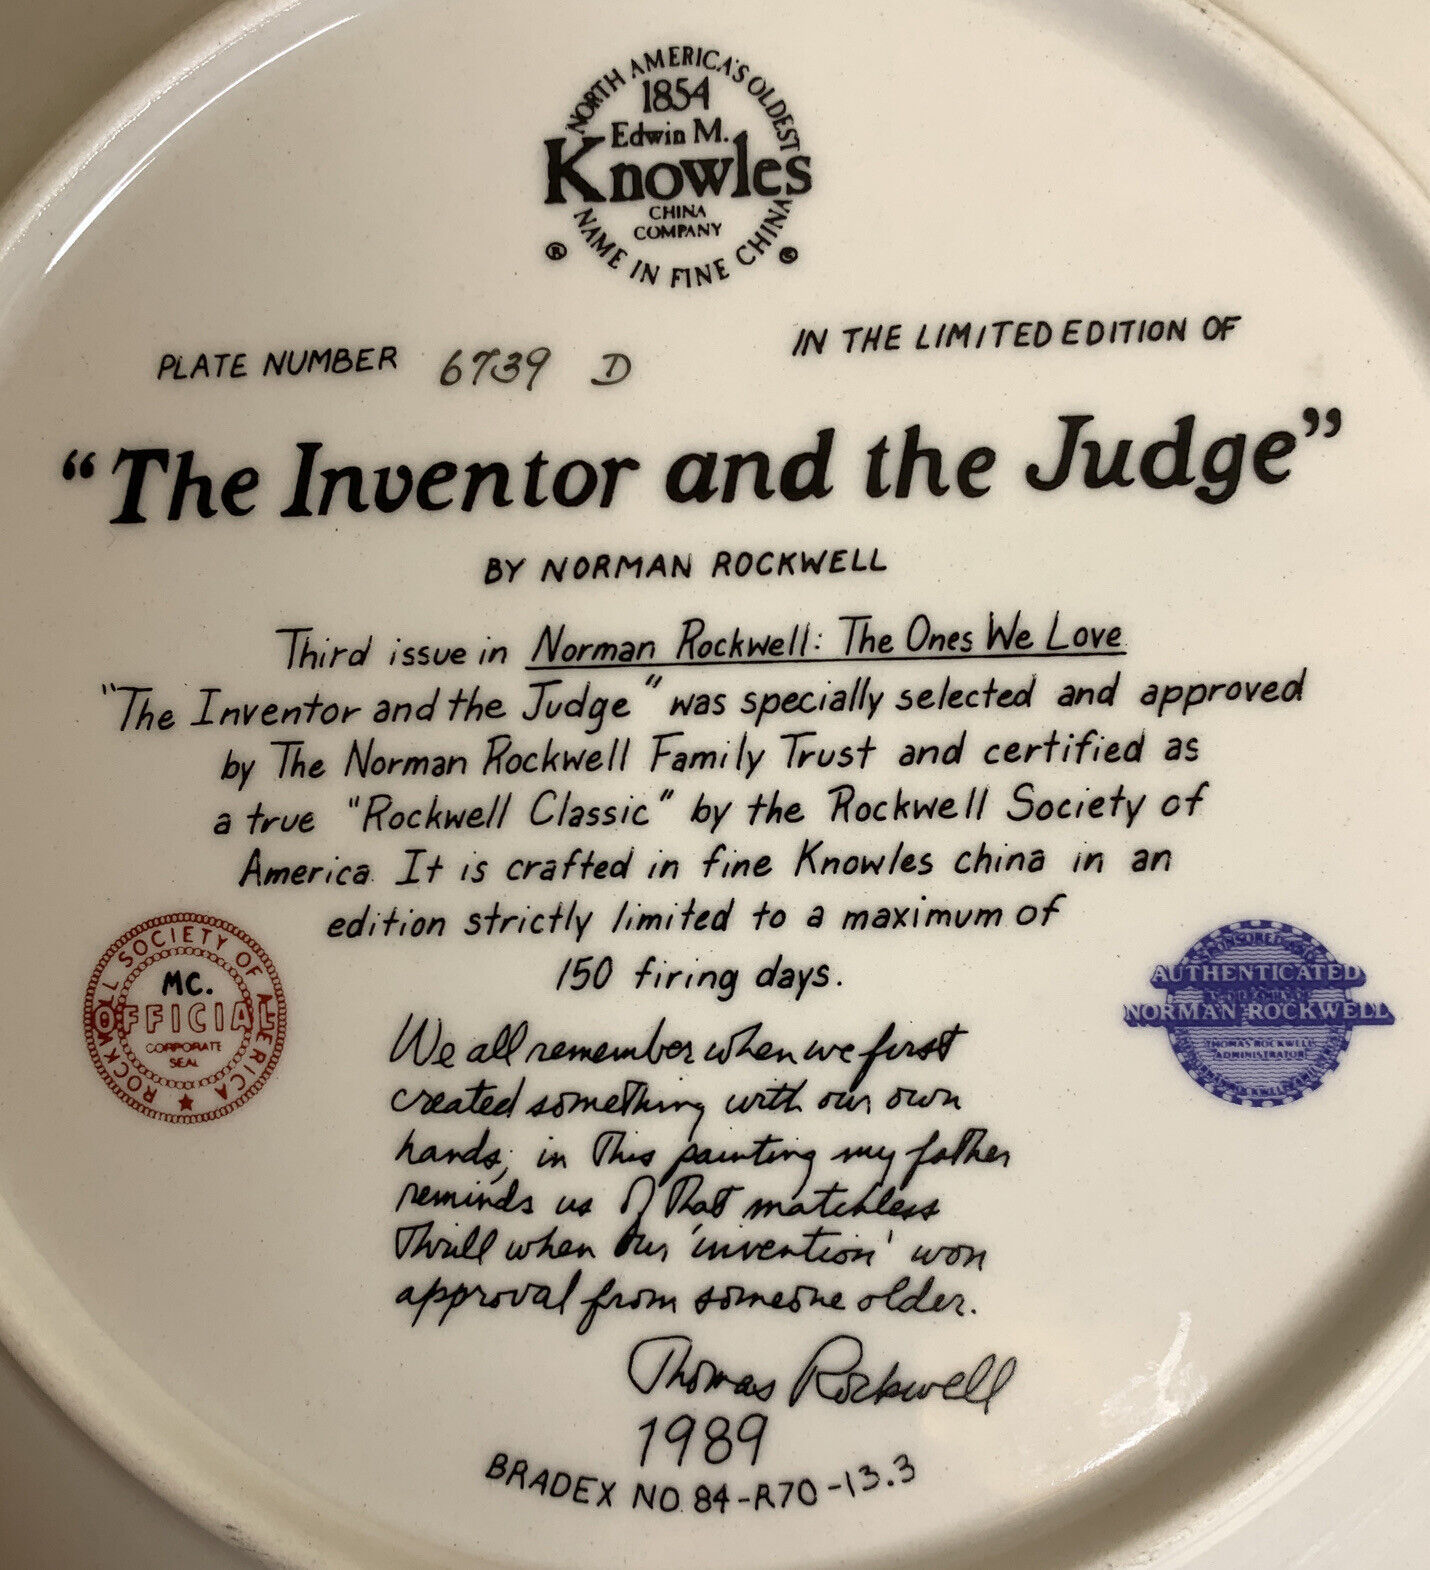 NORTH AMERICA'S OLDEST
1854
Edwin M.
Knowles
CHINA
COMPANY
NAME IN FINE CHINA
® ®
PLATE NUMBER 6739 D
IN THE LIMITED EDITION OF
“The Inventor and the Judge”
BY NORMAN ROCKWELL
Third issue in Norman Rockwell: The Ones We Love
"The Inventor and the Judge" was specially selected and approved
by The Norman Rockwell Family Trust and certified as
a true "Rockwell Classic" by the Rockwell Society of
America. It is crafted in fine Knowles china in an
edition strictly limited to a maximum of
150 firing days.
ROCKWELL SOCIETY OF AMERICA
MC.
OFFICIAL
CORPORATE
SEAL
AUTHENTICATED
NORMAN ROCKWELL
THOMAS ROCKWELL
ADMINISTRATOR
We all remember when we first
created something with our own
hands; in this painting my father
reminds us of that matchless
thrill when our 'invention' won
approval from someone older.
Thomas Rockwell
1989
BRADEX NO. 84-R70-13.3